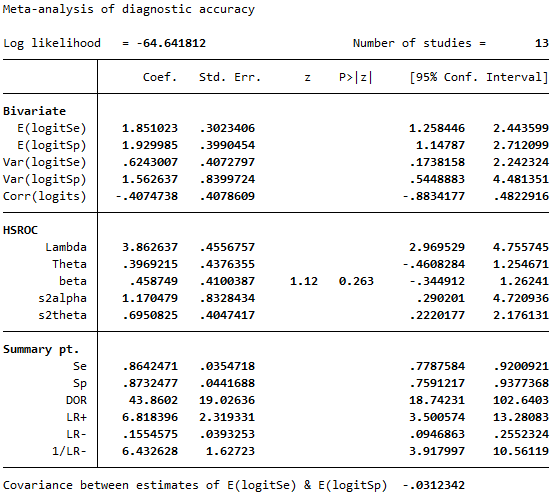 Meta-analysis of diagnostic accuracy
Log likelihood = -64.641812 Number of studies = 13
Coef. Std. Err. z P>|z| [95% Conf. Interval]
Bivariate
E(logitSe) 1.851023 .3023406 1.258446 2.443599
E(logitSp) 1.929985 .3990454 1.14787 2.712099
Var(logitSe) .6243007 .4072797 .1738158 2.242324
Var(logitSp) 1.562637 .8399724 .5448883 4.481351
Corr(logits) -.4074738 .4078609 -.8834177 .4822916
HSROC
Lambda 3.862637 .4556757 2.969529 4.755745
Theta .3969215 .4376355 -.4608284 1.254671
beta .458749 .4100387 1.12 0.263 -.344912 1.26241
s2alpha 1.170479 .8328434 .290201 4.720936
s2theta .6950825 .4047417 .2220177 2.176131
Summary pt.
Se .8642471 .0354718 .7787584 .9200921
Sp .8732477 .0441688 .7591217 .9377368
DOR 43.8602 19.02636 18.74231 102.6403
LR+ 6.818396 2.319331 3.500574 13.28083
LR- .1554575 .0393253 .0946863 .2552324
1/LR- 6.432628 1.62723 3.917997 10.56119
Covariance between estimates of E(logitSe) & E(logitSp) -.0312342